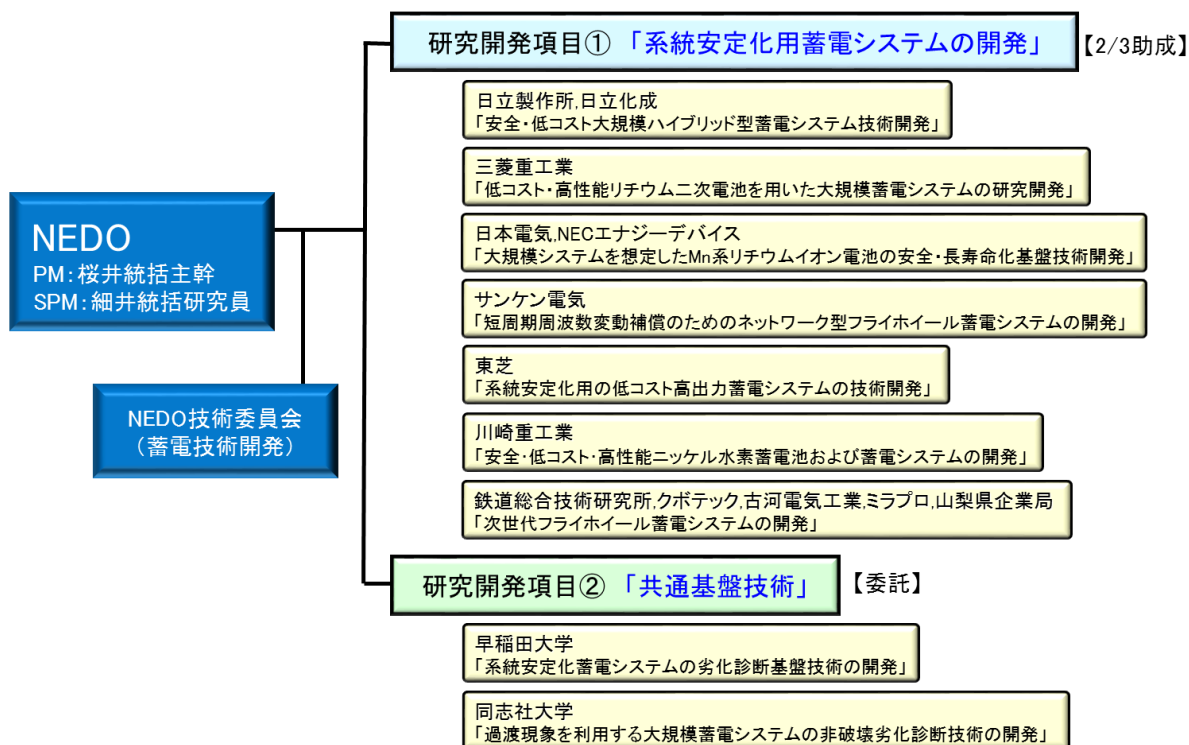 研究開発項目① 「系統安定化用蓄電システムの開発」 【2/3助成】
日立製作所,日立化成
「安全・低コスト大規模ハイブリッド型蓄電システム技術開発」
三菱重工業
「低コスト・高性能リチウム二次電池を用いた大規模蓄電システムの研究開発」
日本電気,NECエナジーデバイス
「大規模システムを想定したMn系リチウムイオン電池の安全・長寿命化基盤技術開発」
サンケン電気
「短周期周波数変動補償のためのネットワーク型フライホイール蓄電システムの開発」
東芝
「系統安定化用の低コスト高出力蓄電システムの技術開発」
川崎重工業
「安全・低コスト・高性能ニッケル水素蓄電池および蓄電システムの開発」
鉄道総合技術研究所,クボテック,古河電気工業,ミラプロ,山梨県企業局
「次世代フライホイール蓄電システムの開発」
NEDO
PM:桜井統括主幹
SPM:細井統括研究員
NEDO技術委員会
(蓄電技術開発)
研究開発項目② 「共通基盤技術」 【委託】
早稲田大学
「系統安定化蓄電システムの劣化診断基盤技術の開発」
同志社大学
「過渡現象を利用する大規模蓄電システムの非破壊劣化診断技術の開発」